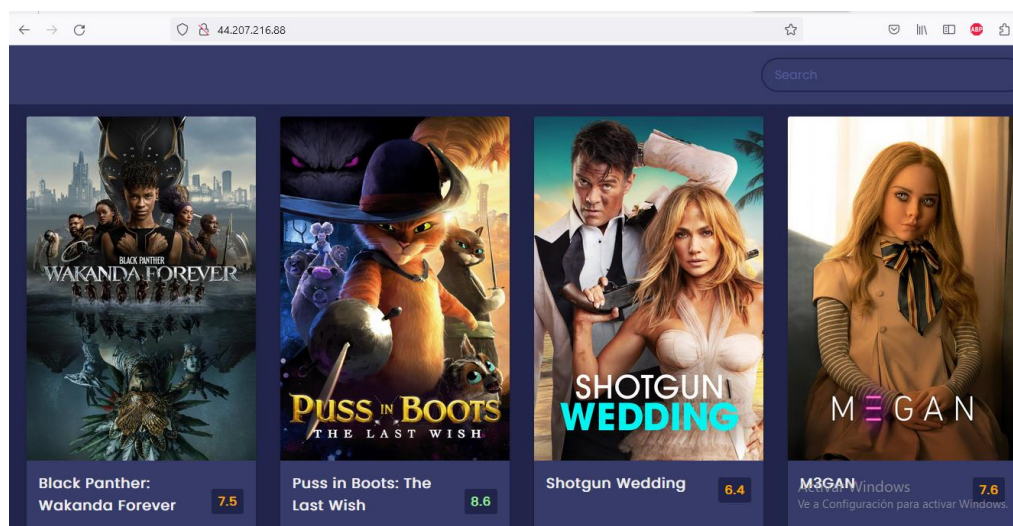 44.207.216.88
ABP
Search
BLACK PANTHER
WAKANDA FOREVER
PUSS IN BOOTS
THE LAST WISH
SHOTGUN
WEDDING
M3GAN
Black Panther:
Wakanda Forever
7.5
Puss in Boots: The
Last Wish
8.6
Shotgun Wedding
6.4
M3GAN
7.6
Activar Windows
Ve a Configuración para activar Windows.